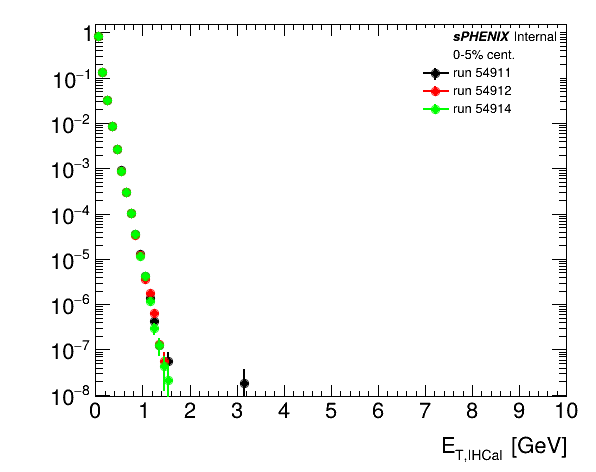 sPHENIX Internal
0-5% cent.
run 54911
run 54912
run 54914
1
10⁻¹
10⁻²
10⁻³
10⁻⁴
10⁻⁵
10⁻⁶
10⁻⁷
10⁻⁸
0 1 2 3 4 5 6 7 8 9 10
E_T,IHCal [GeV]